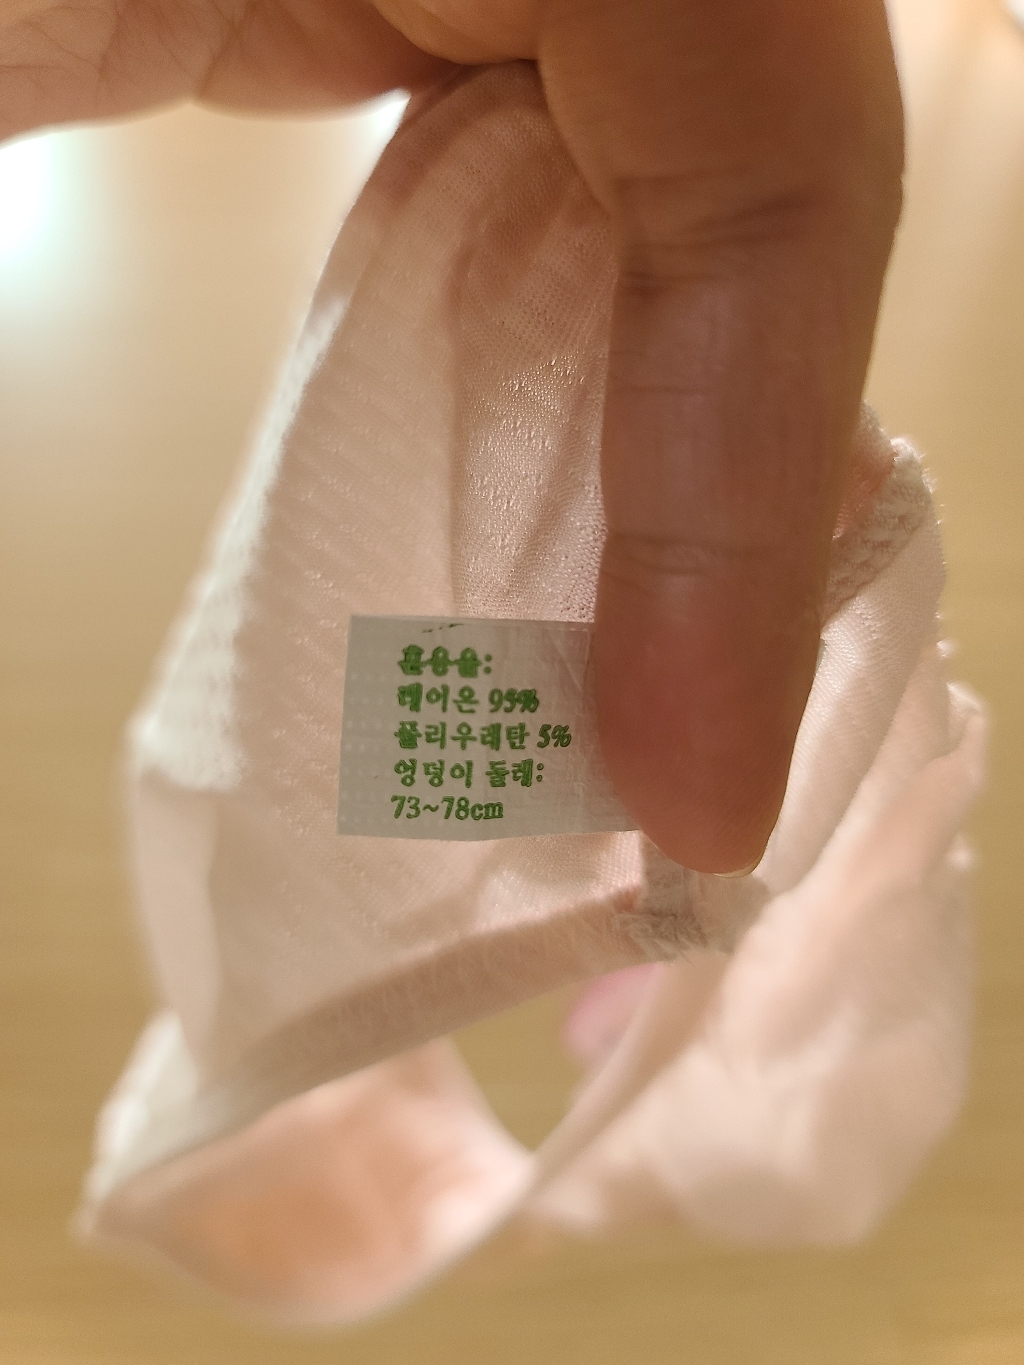 혼용율:
레이온 95%
폴리우레탄 5%
엉덩이 둘레:
73~78cm